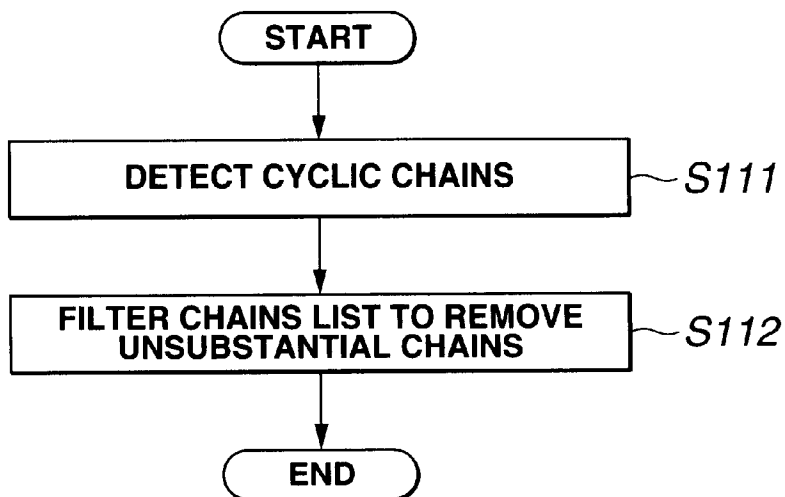 START
DETECT CYCLIC CHAINS
S111
FILTER CHAINS LIST TO REMOVE
UNSUBSTANTIAL CHAINS
S112
END